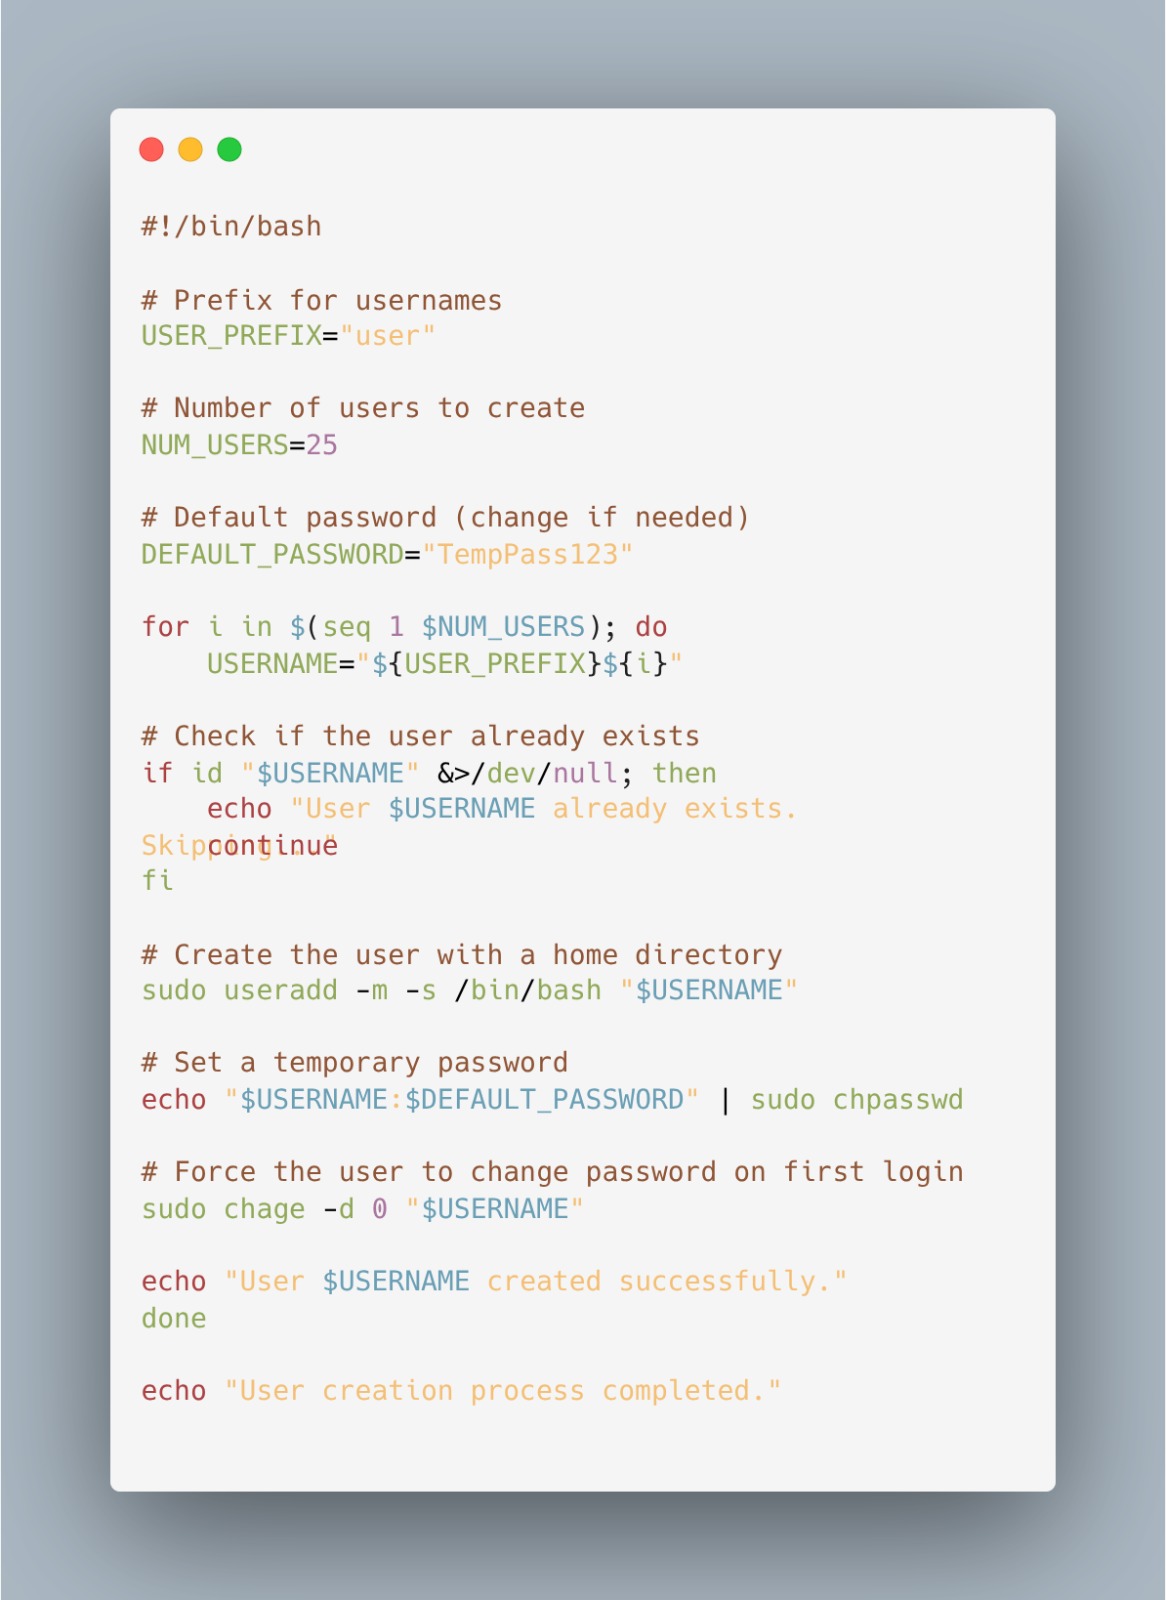 #!/bin/bash

# Prefix for usernames
USER_PREFIX="user"

# Number of users to create
NUM_USERS=25

# Default password (change if needed)
DEFAULT_PASSWORD="TempPass123"

for i in $(seq 1 $NUM_USERS); do
    USERNAME="${USER_PREFIX}${i}"

# Check if the user already exists
if id "$USERNAME" &>/dev/null; then
    echo "User $USERNAME already exists.
    continue
fi

# Create the user with a home directory
sudo useradd -m -s /bin/bash "$USERNAME"

# Set a temporary password
echo "$USERNAME:$DEFAULT_PASSWORD" | sudo chpasswd

# Force the user to change password on first login
sudo chage -d 0 "$USERNAME"

echo "User $USERNAME created successfully."
done

echo "User creation process completed."